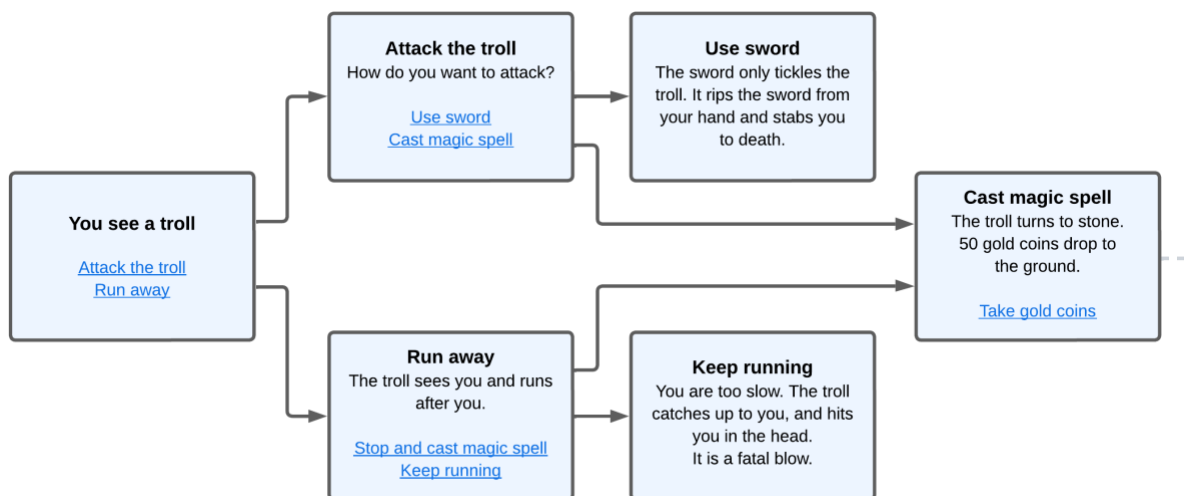 You see a troll
Attack the troll
Run away
Attack the troll
How do you want to attack?
Use sword
Cast magic spell
Use sword
The sword only tickles the
troll. It rips the sword from
your hand and stabs you
to death.
Run away
The troll sees you and runs
after you.
Stop and cast magic spell
Keep running
Keep running
You are too slow. The troll
catches up to you, and hits
you in the head.
It is a fatal blow.
Cast magic spell
The troll turns to stone.
50 gold coins drop to
the ground.
Take gold coins